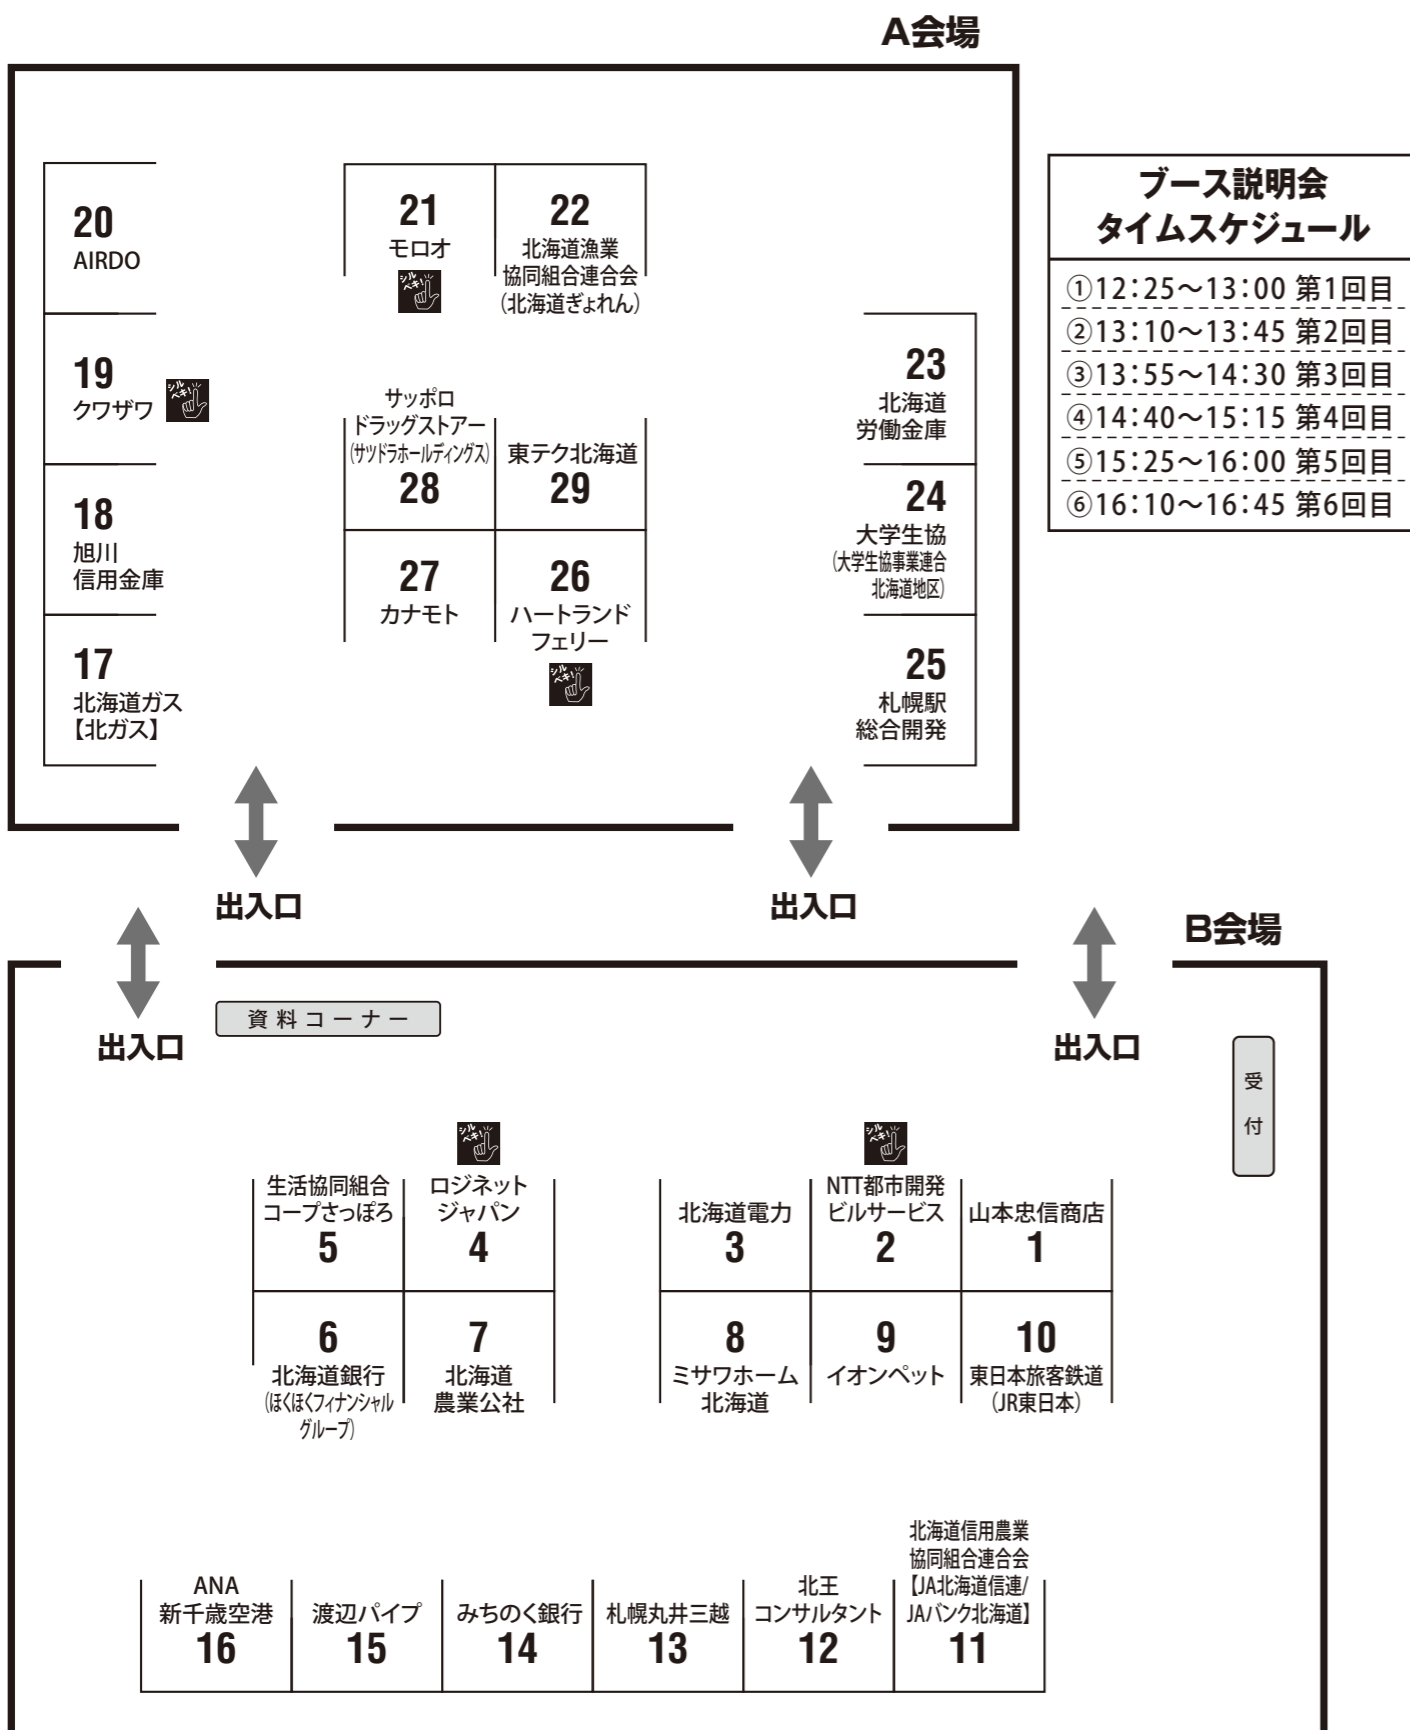 A会場
20
AIRDO
19
クワザワ
シル
ベキ!
18
旭川
信用金庫
17
北海道ガス
【北ガス】
21
モロオ
シル
ベキ!
22
北海道漁業
協同組合連合会
(北海道ぎょれん)
サッポロ
ドラッグストアー
(サツドラホールディングス)
28
東テク北海道
29
27
カナモト
26
ハートランド
フェリー
シル
ベキ!
23
北海道
労働金庫
24
大学生協
(大学生協事業連合
北海道地区)
25
札幌駅
総合開発
ブース説明会
タイムスケジュール
①12:25〜13:00 第1回目
②13:10〜13:45 第2回目
③13:55〜14:30 第3回目
④14:40〜15:15 第4回目
⑤15:25〜16:00 第5回目
⑥16:10〜16:45 第6回目
出入口
出入口
B会場
出入口
資料コーナー
出入口
受付
生活協同組合
コープさっぽろ
5
シル
ベキ!
ロジネット
ジャパン
4
北海道電力
3
シル
ベキ!
NTT都市開発
ビルサービス
2
山本忠信商店
1
6
北海道銀行
(ほくほくフィナンシャル
グループ)
7
北海道
農業公社
8
ミサワホーム
北海道
9
イオンペット
10
東日本旅客鉄道
(JR東日本)
ANA
新千歳空港
16
渡辺パイプ
15
みちのく銀行
14
札幌丸井三越
13
北王
コンサルタント
12
北海道信用農業
協同組合連合会
【JA北海道信連/
JAバンク北海道】
11